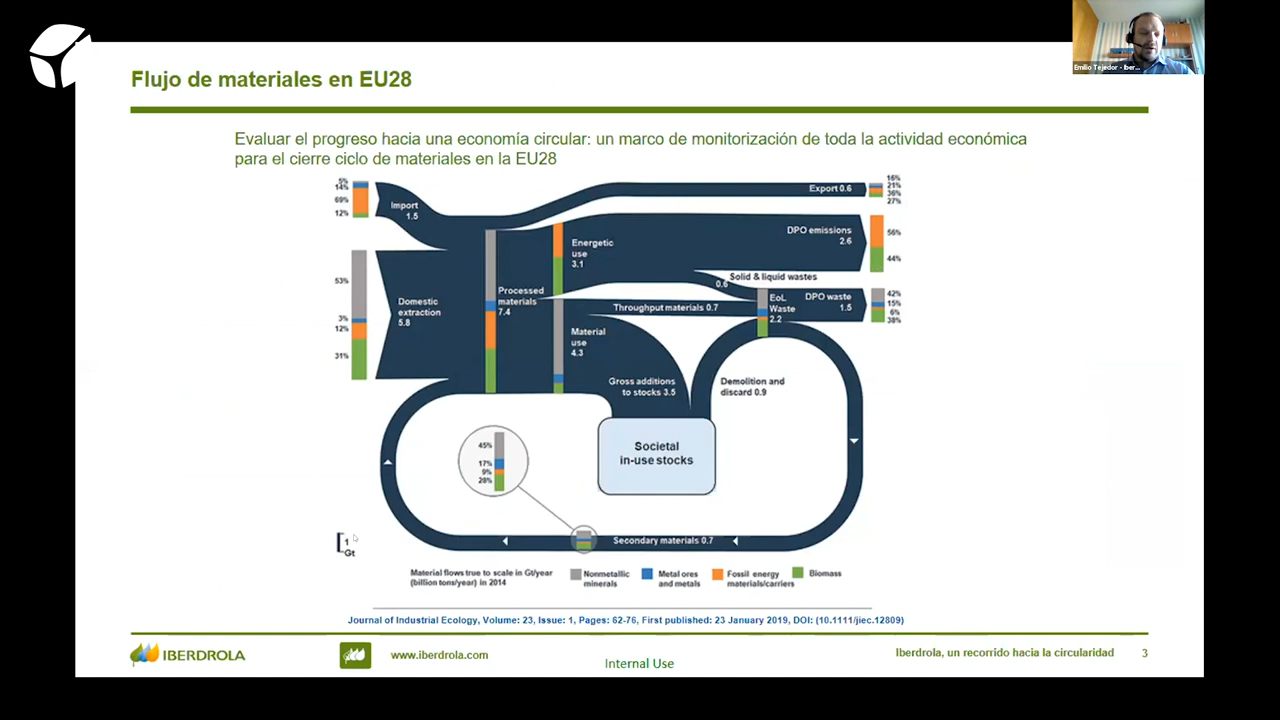 Emilio Tejedor - Iber...
Flujo de materiales en EU28
Evaluar el progreso hacia una economía circular: un marco de monitorización de toda la actividad económica
para el cierre ciclo de materiales en la EU28
5%
14%
69%
12%
Import
1.5
Export 0.6
16%
21%
36%
27%
53%
3%
12%
31%
Domestic
extraction
5.8
Processed
materials
7.4
Energetic
use
3.1
DPO emissions
2.6
56%
44%
Solid & liquid wastes
0.6
Throughput materials 0.7
EoL
Waste
2.2
DPO waste
1.5
42%
15%
6%
38%
Material
use
4.3
Gross additions
to stocks 3.5
Demolition and
discard 0.9
Societal
in-use stocks
45%
17%
9%
28%
Secondary materials 0.7
1
Gt
Material flows true to scale in Gt/year
(billion tons/year) in 2014
Nonmetallic
minerals
Metal ores
and metals
Fossil energy
materials/carriers
Biomass
Journal of Industrial Ecology, Volume: 23, Issue: 1, Pages: 62-76, First published: 23 January 2019, DOI: (10.1111/jiec.12809)
IBERDROLA
www.iberdrola.com
Internal Use
Iberdrola, un recorrido hacia la circularidad
3